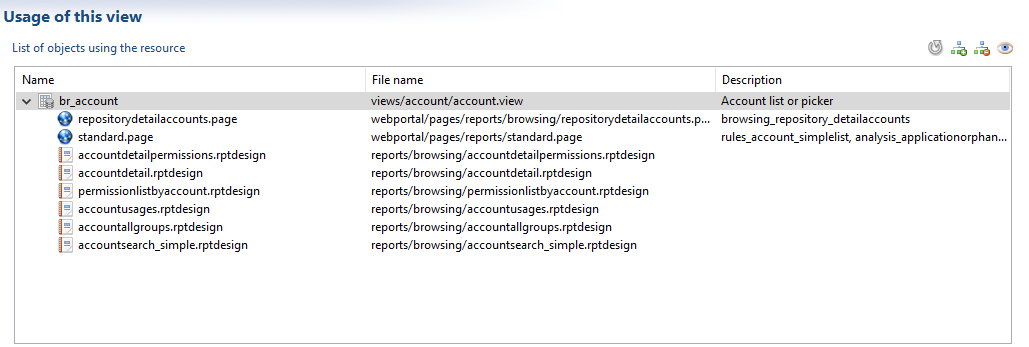 Usage of this view
List of objects using the resource
Name File name Description
br_account views/account/account.view Account list or picker
repositorydetailaccounts.page webportal/pages/reports/browsing/repositorydetailaccounts.p... browsing_repository_detailaccounts
standard.page webportal/pages/reports/standard.page rules_account_simplelist, analysis_applicationorphan...
accountdetailpermissions.rptdesign reports/browsing/accountdetailpermissions.rptdesign
accountdetail.rptdesign reports/browsing/accountdetail.rptdesign
permissionlistbyaccount.rptdesign reports/browsing/permissionlistbyaccount.rptdesign
accountusages.rptdesign reports/browsing/accountusages.rptdesign
accountallgroups.rptdesign reports/browsing/accountallgroups.rptdesign
accountsearch_simple.rptdesign reports/browsing/accountsearch_simple.rptdesign